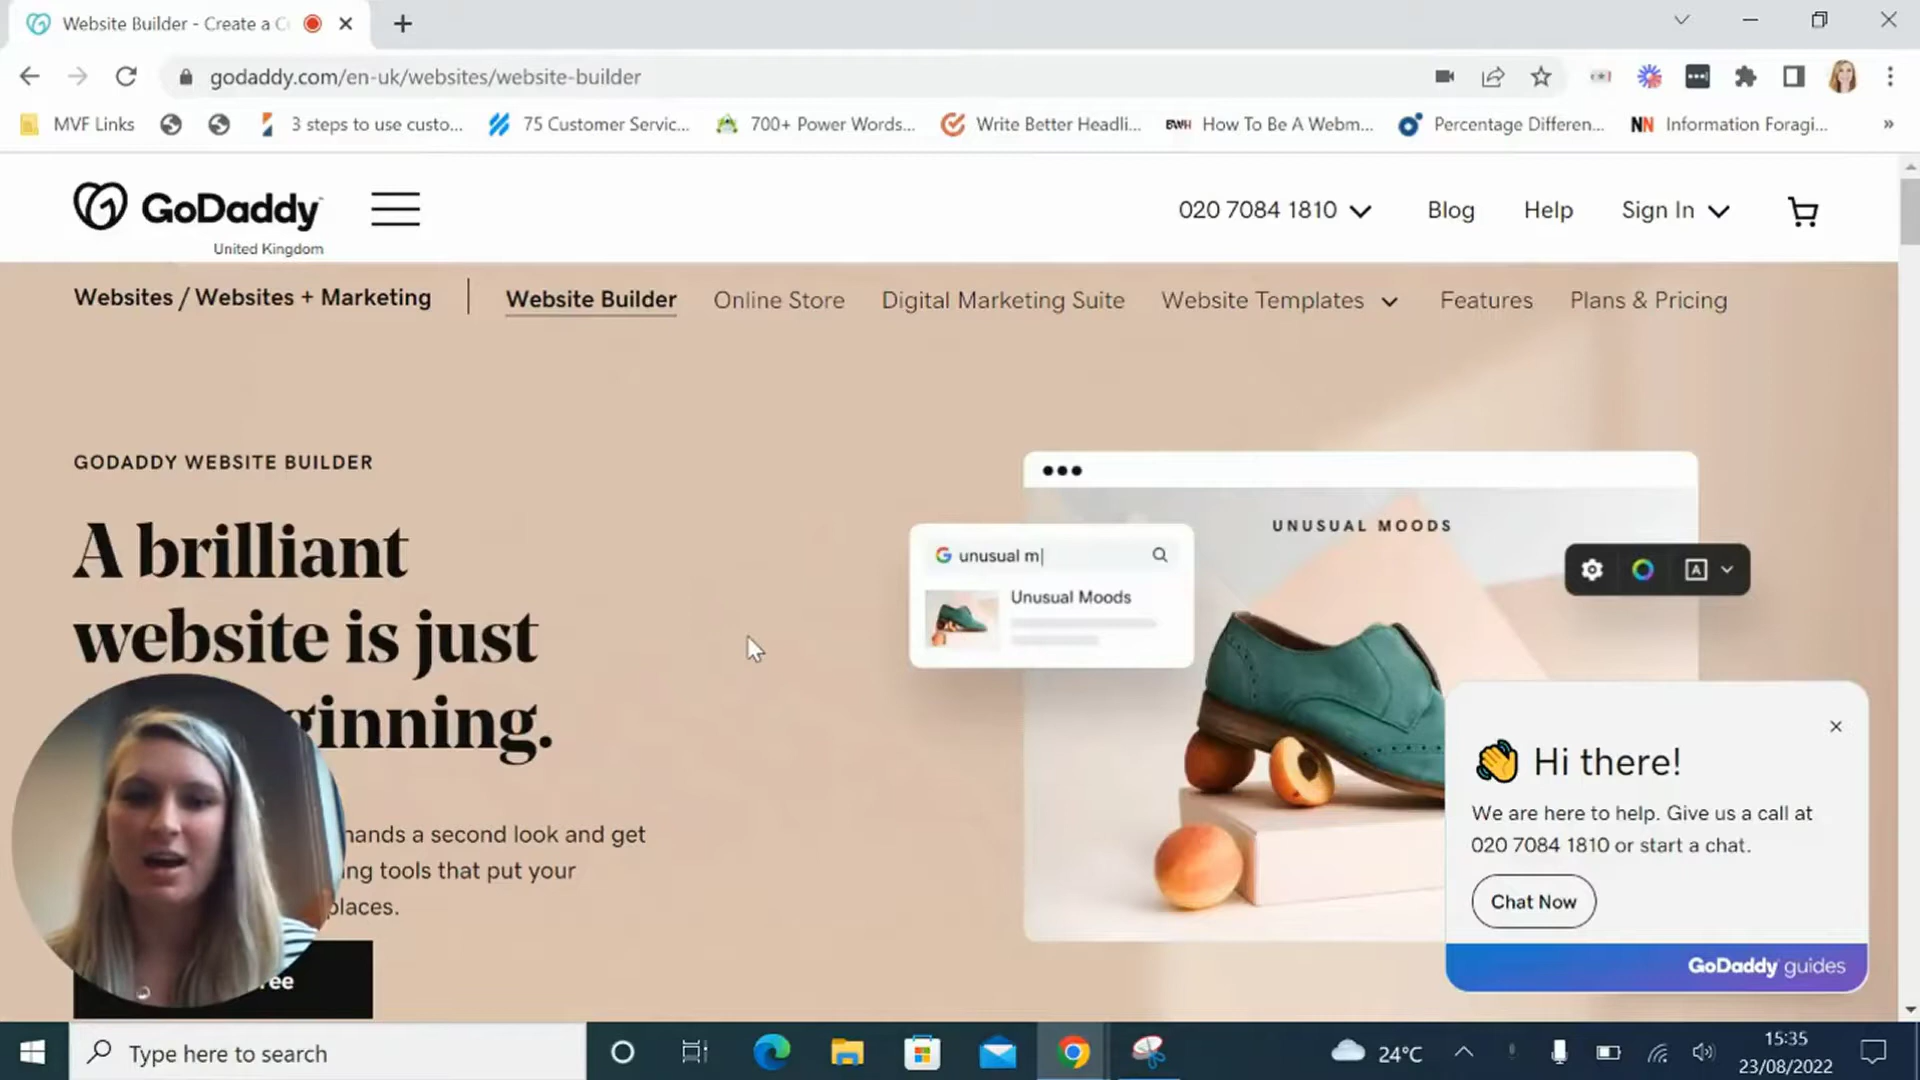 Website Builder - Create a C
godaddy.com/en-uk/websites/website-builder
MVF Links
3 steps to use custo...
75 Customer Servic...
700+ Power Words...
Write Better Headli...
BWH
How To Be A Webm...
Percentage Differen...
NN
Information Foragi...
»
GoDaddy
United Kingdom
020 7084 1810
Blog
Help
Sign In
Websites / Websites + Marketing
Website Builder
Online Store
Digital Marketing Suite
Website Templates
Features
Plans & Pricing
GODADDY WEBSITE BUILDER
A brilliant
website is just
ginning.
hands a second look and get
ing tools that put your
places.
ree
UNUSUAL MOODS
G unusual m|
Unusual Moods
A
Hi there!
We are here to help. Give us a call at
020 7084 1810 or start a chat.
Chat Now
GoDaddy guides
Type here to search
24°C
15:35
23/08/2022